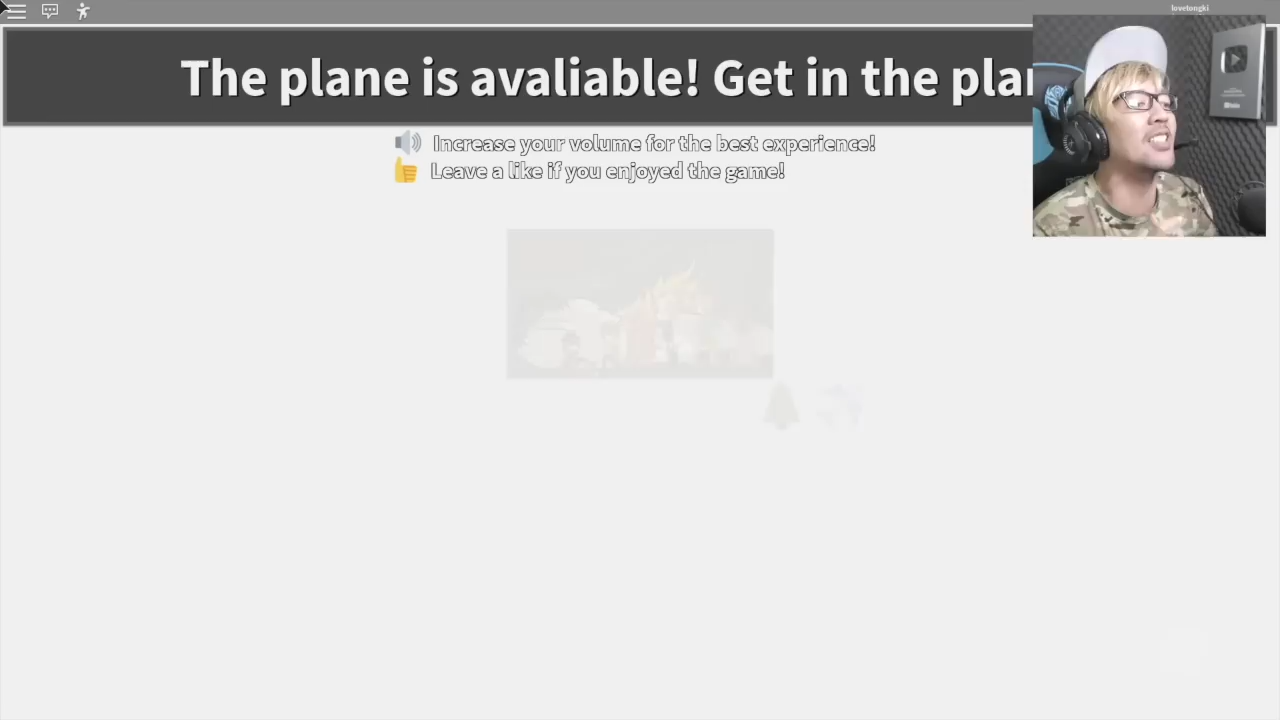 lovetongki
The plane is avaliable! Get in the plan
Increase your volume for the best experience!
Leave a like if you enjoyed the game!